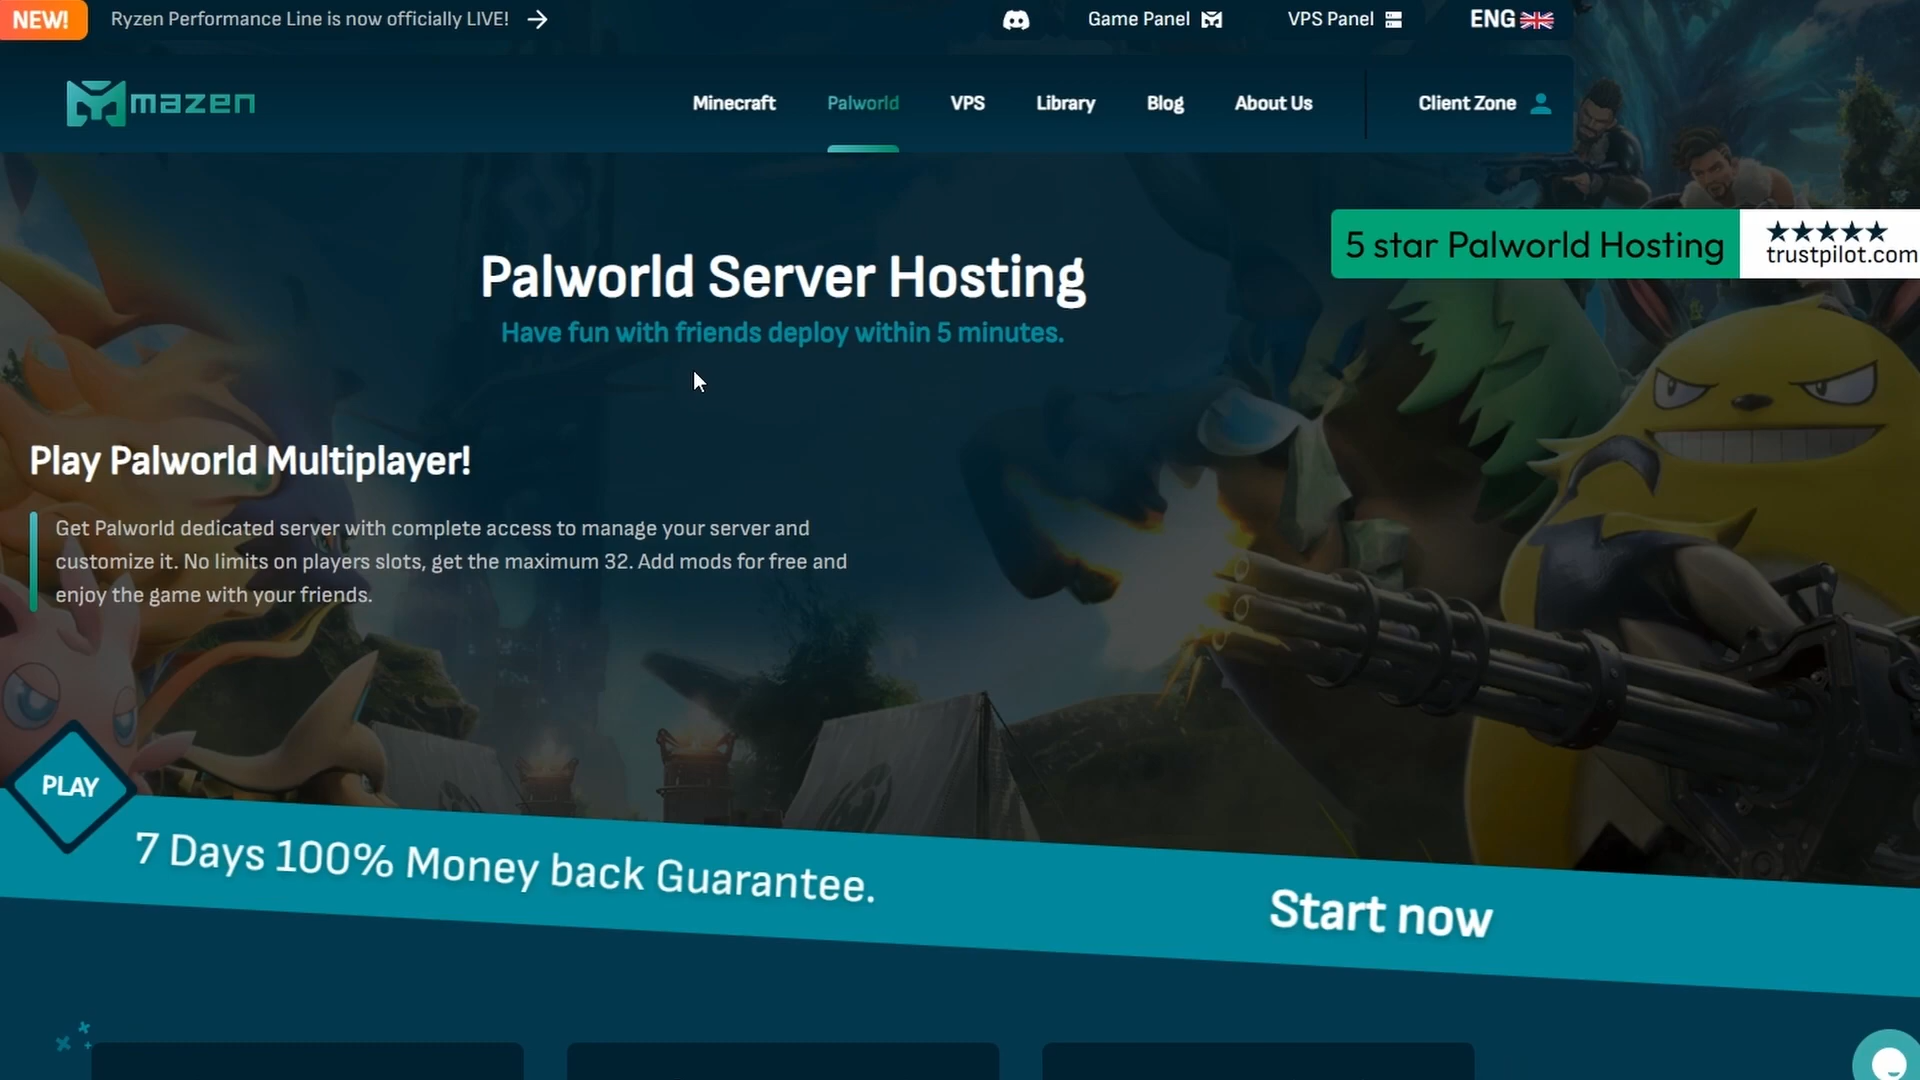 NEW!
Ryzen Performance Line is now officially LIVE!
Game Panel
VPS Panel
ENG
mazen
Minecraft
Palworld
VPS
Library
Blog
About Us
Client Zone
5 star Palworld Hosting
trustpilot.com
Palworld Server Hosting
Have fun with friends deploy within 5 minutes.
Play Palworld Multiplayer!
Get Palworld dedicated server with complete access to manage your server and
customize it. No limits on players slots, get the maximum 32. Add mods for free and
enjoy the game with your friends.
PLAY
7 Days 100% Money back Guarantee.
Start now